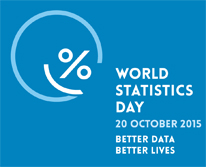 %
WORLD
STATISTICS
DAY
20 OCTOBER 2015
BETTER DATA
BETTER LIVES